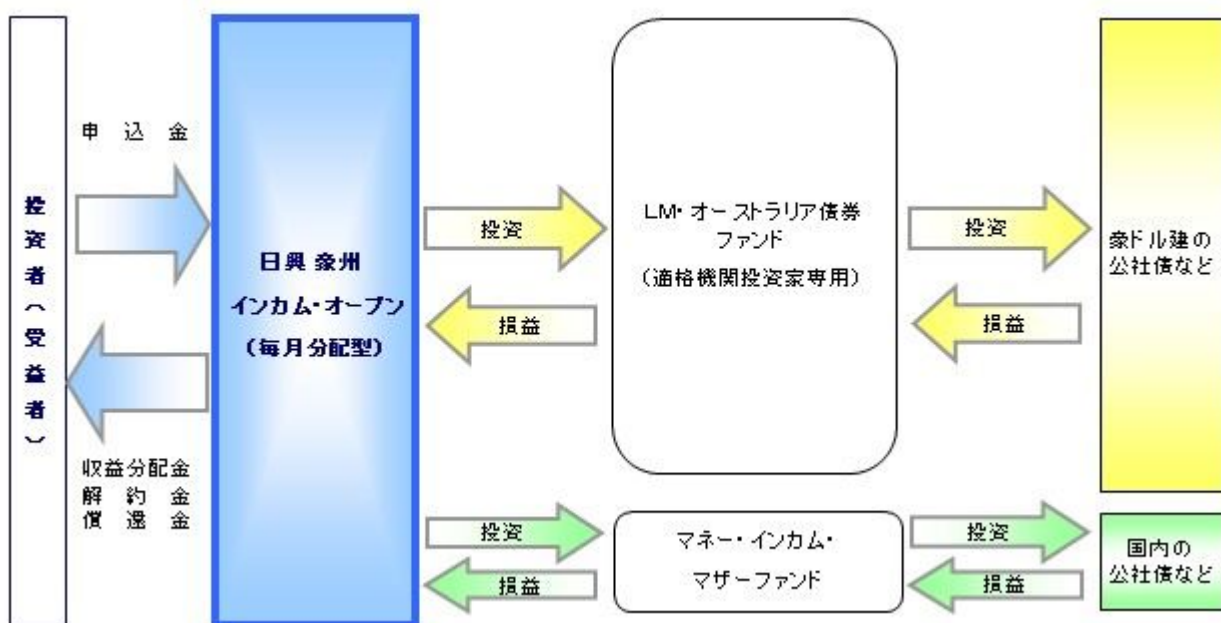 投資者（受益者）
申　込　金
収益分配金
解　約　金
償　還　金
日興 豪州
インカム・オープン
（毎月分配型）
投資
損益
LM・オーストラリア債券
ファンド
（適格機関投資家専用）
投資
損益
豪ドル建の
公社債など
投資
損益
マネー・インカム・
マザーファンド
投資
損益
国内の
公社債など